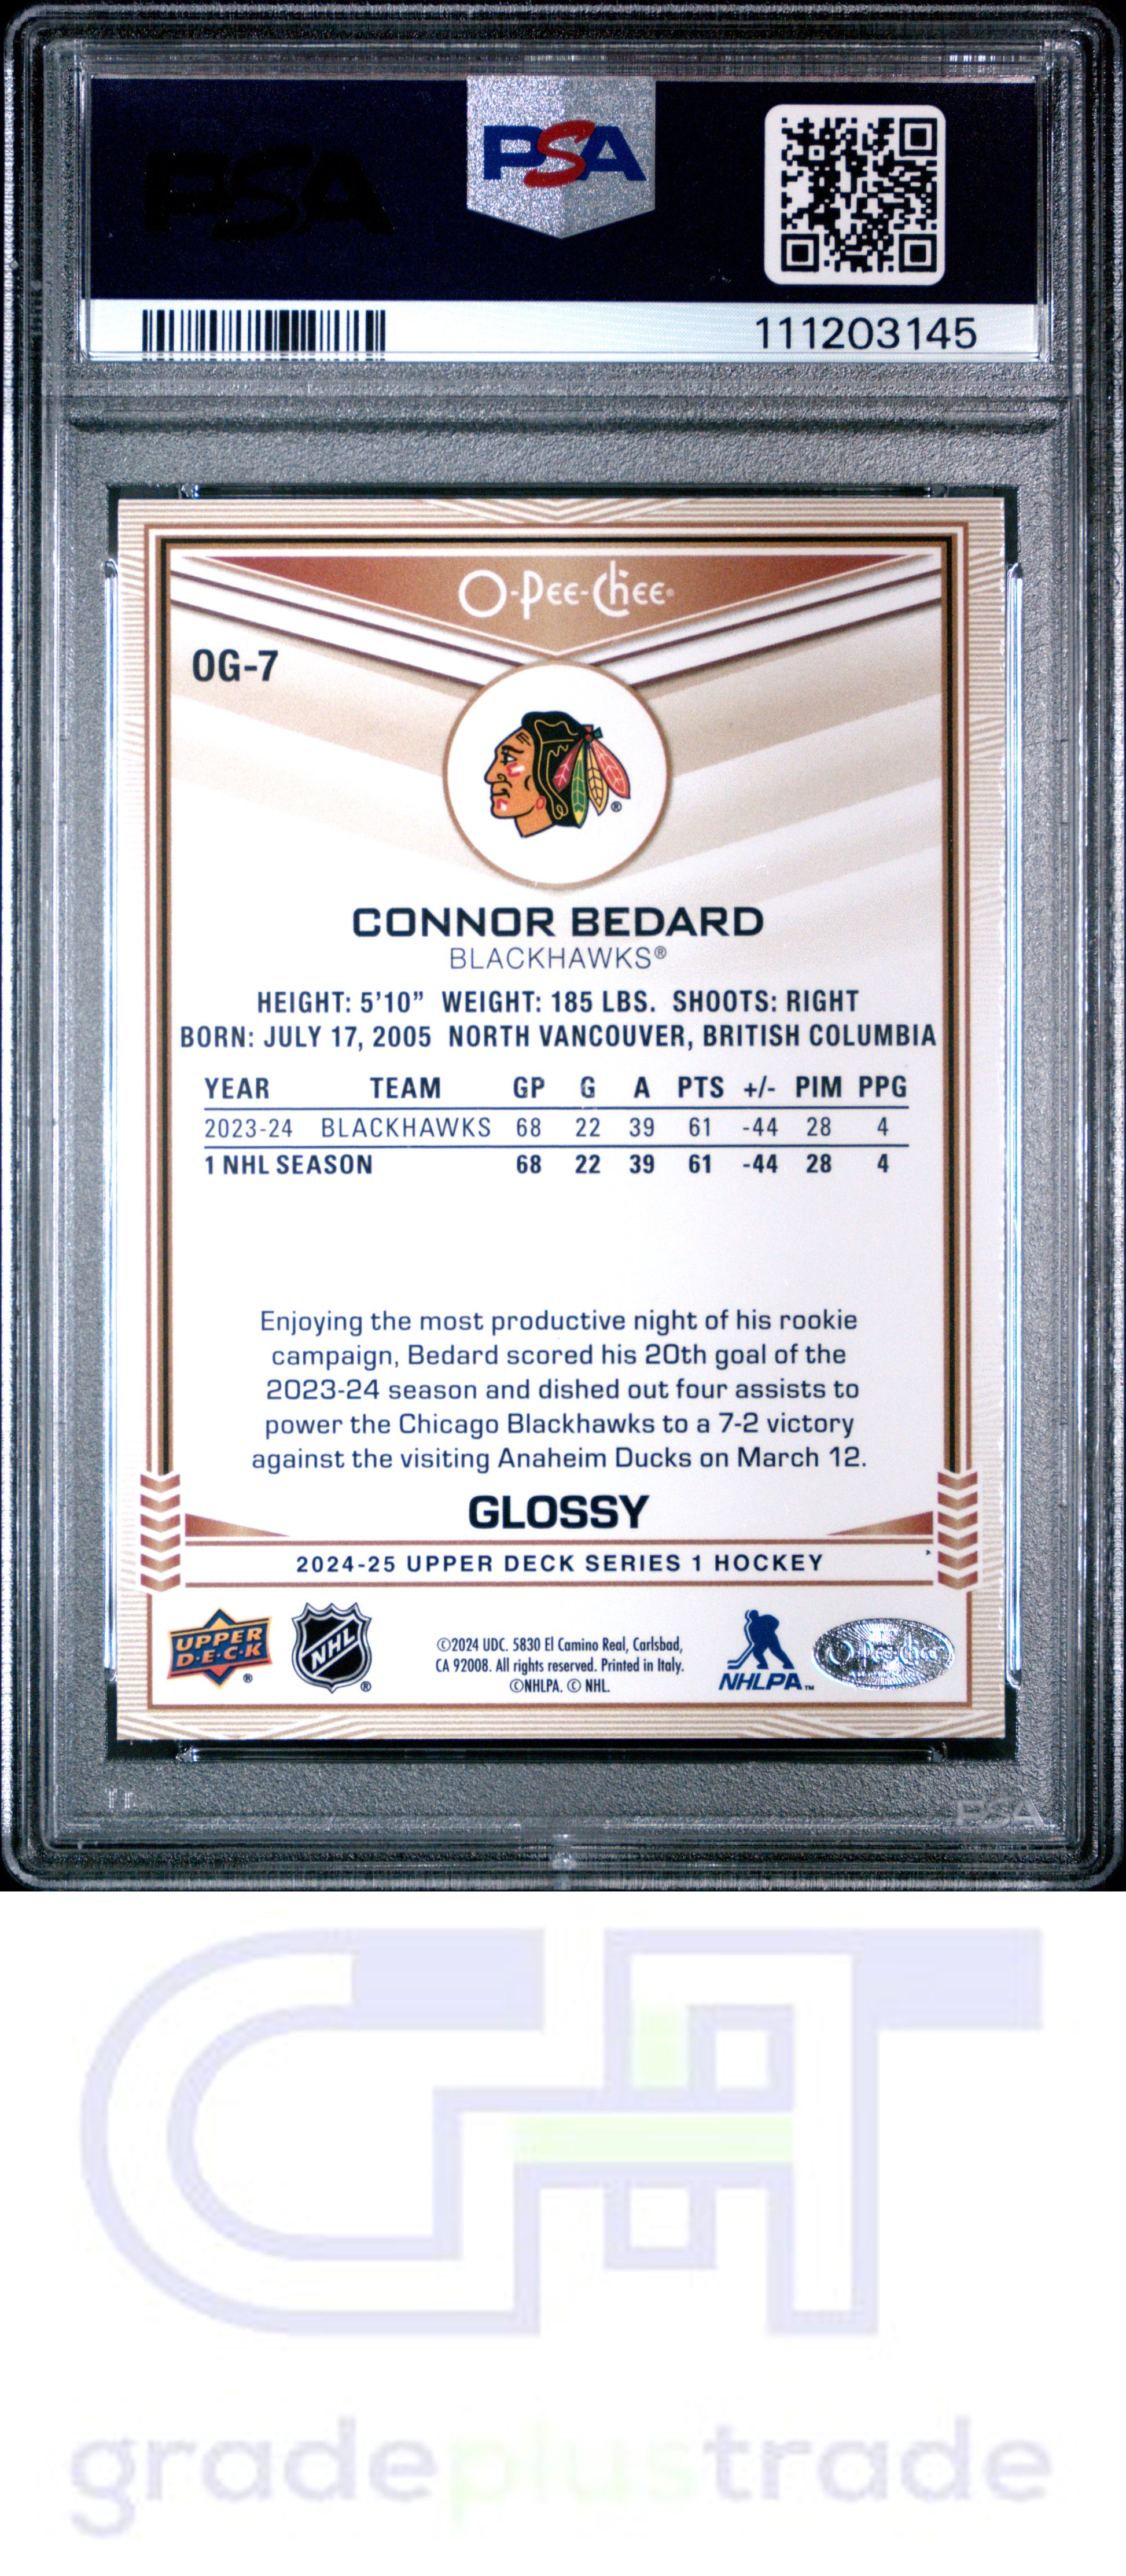 PSA
PSA
111203145
O-Pee-Chee®
OG-7
®
CONNOR BEDARD
BLACKHAWKS®
HEIGHT: 5'10" WEIGHT: 185 LBS. SHOOTS: RIGHT
BORN: JULY 17, 2005 NORTH VANCOUVER, BRITISH COLUMBIA
YEAR TEAM GP G A PTS +/- PIM PPG
2023-24 BLACKHAWKS 68 22 39 61 -44 28 4
1 NHL SEASON 68 22 39 61 -44 28 4
Enjoying the most productive night of his rookie
campaign, Bedard scored his 20th goal of the
2023-24 season and dished out four assists to
power the Chicago Blackhawks to a 7-2 victory
against the visiting Anaheim Ducks on March 12.
GLOSSY
2024-25 UPPER DECK SERIES 1 HOCKEY
UPPER
D·E·C·K ®
NHL ®
©2024 UDC. 5830 El Camino Real, Carlsbad,
CA 92008. All rights reserved. Printed in Italy.
©NHLPA. © NHL.
NHLPA™
O-Pee-Chee
PSA
gradeplustrade